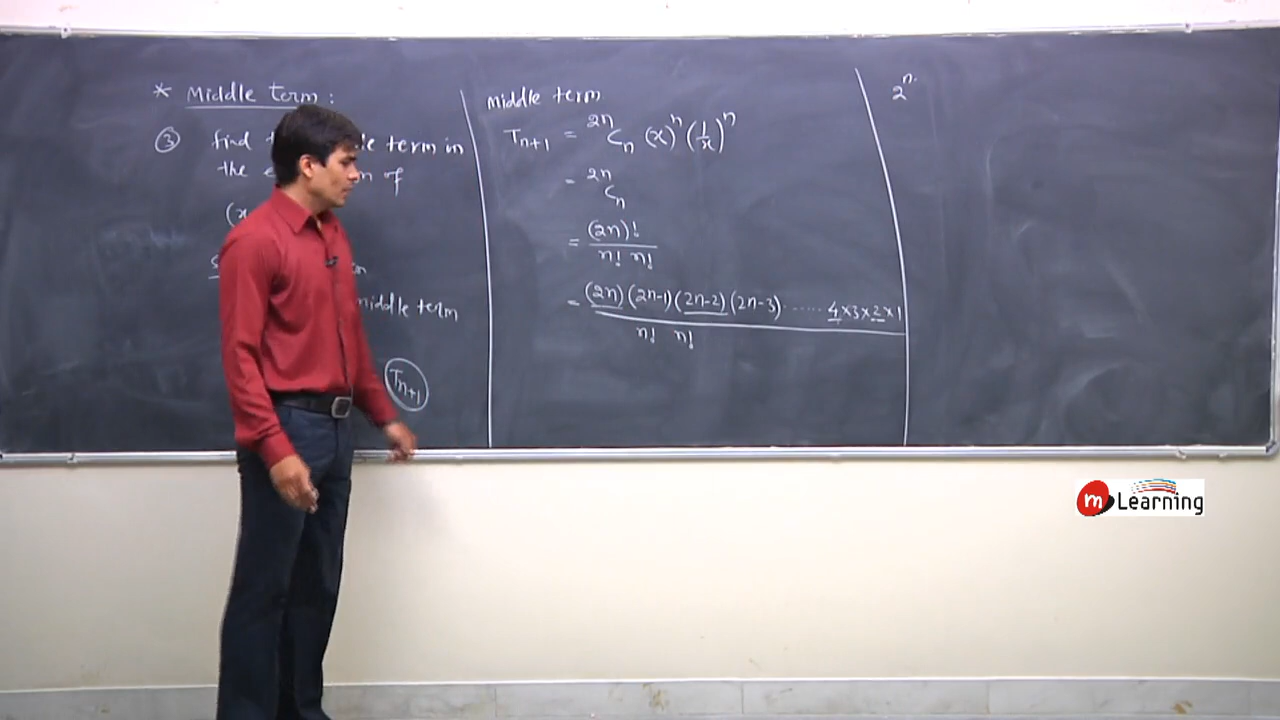 * Middle term :
③ find term in
the of
(x
middle term
Tn+1
Middle term
Tn+1 = ²ⁿCn (x)ⁿ (1/x)ⁿ
= ²ⁿCn
= (2n)! / n! n!
= (2n)(2n-1)(2n-2)(2n-3) ...... 4×3×2×1 / n! n!
2ⁿ
m Learning